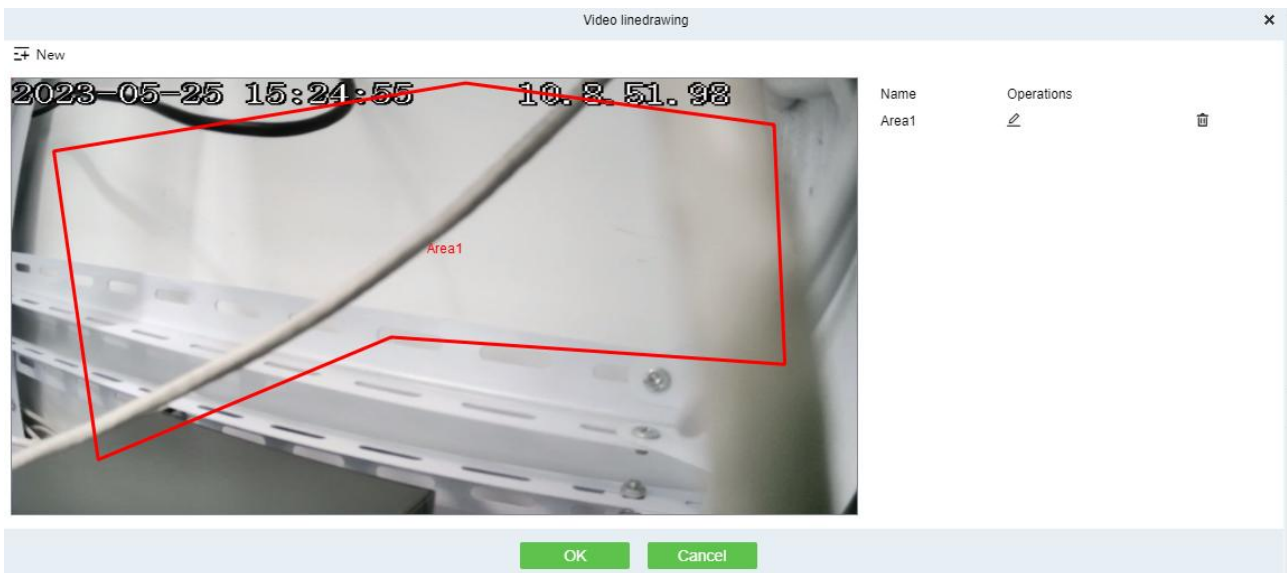 Video linedrawing
New
2023-05-25 15:24:55 10.8.51.98
Name Operations
Area1
Area1
OK Cancel